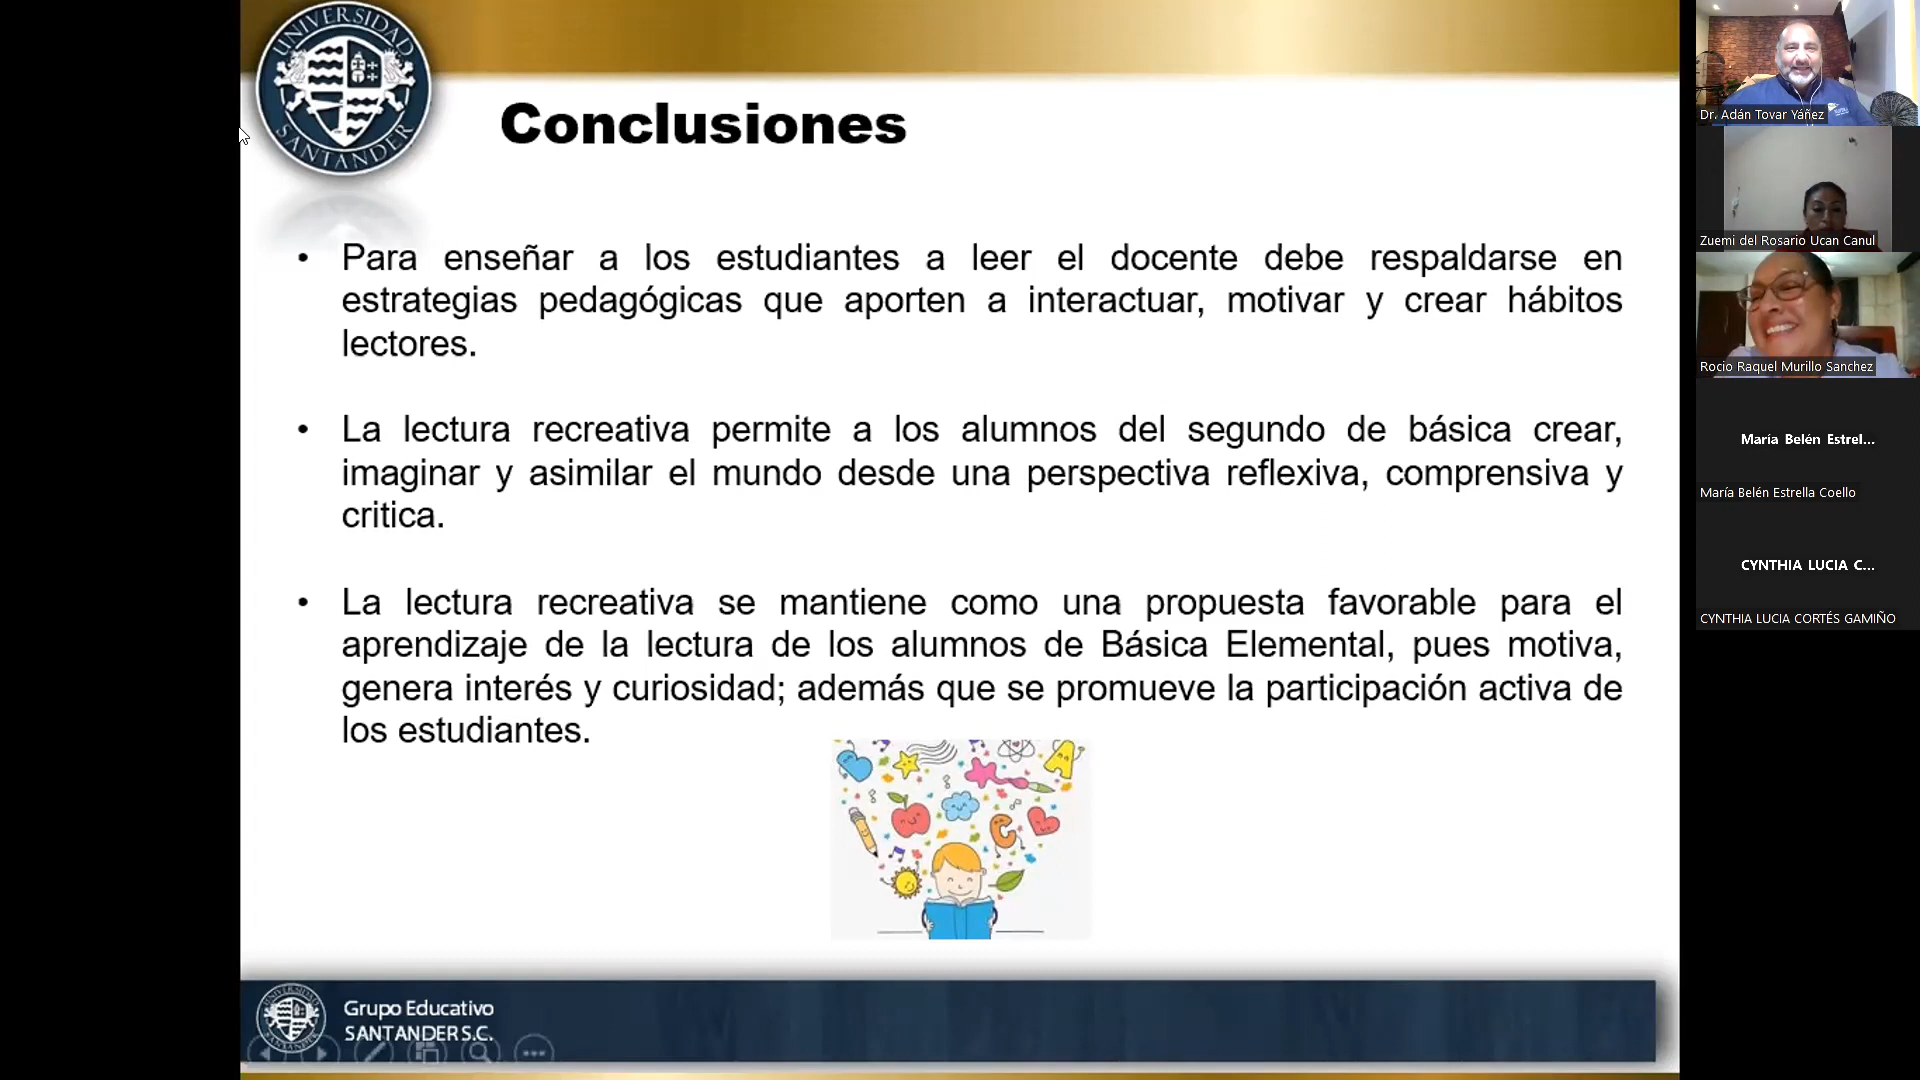 UNIVERSIDAD
SANTANDER
Conclusiones
• Para enseñar a los estudiantes a leer el docente debe respaldarse en
estrategias pedagógicas que aporten a interactuar, motivar y crear hábitos
lectores.
• La lectura recreativa permite a los alumnos del segundo de básica crear,
imaginar y asimilar el mundo desde una perspectiva reflexiva, comprensiva y
critica.
• La lectura recreativa se mantiene como una propuesta favorable para el
aprendizaje de la lectura de los alumnos de Básica Elemental, pues motiva,
genera interés y curiosidad; además que se promueve la participación activa de
los estudiantes.
Grupo Educativo
SANTANDER S.C.
Dr. Adán Tovar Yáñez
Zuemi del Rosario Ucan Canul
Rocio Raquel Murillo Sanchez
María Belén Estrel...
María Belén Estrella Coello
CYNTHIA LUCIA C...
CYNTHIA LUCIA CORTÉS GAMIÑO